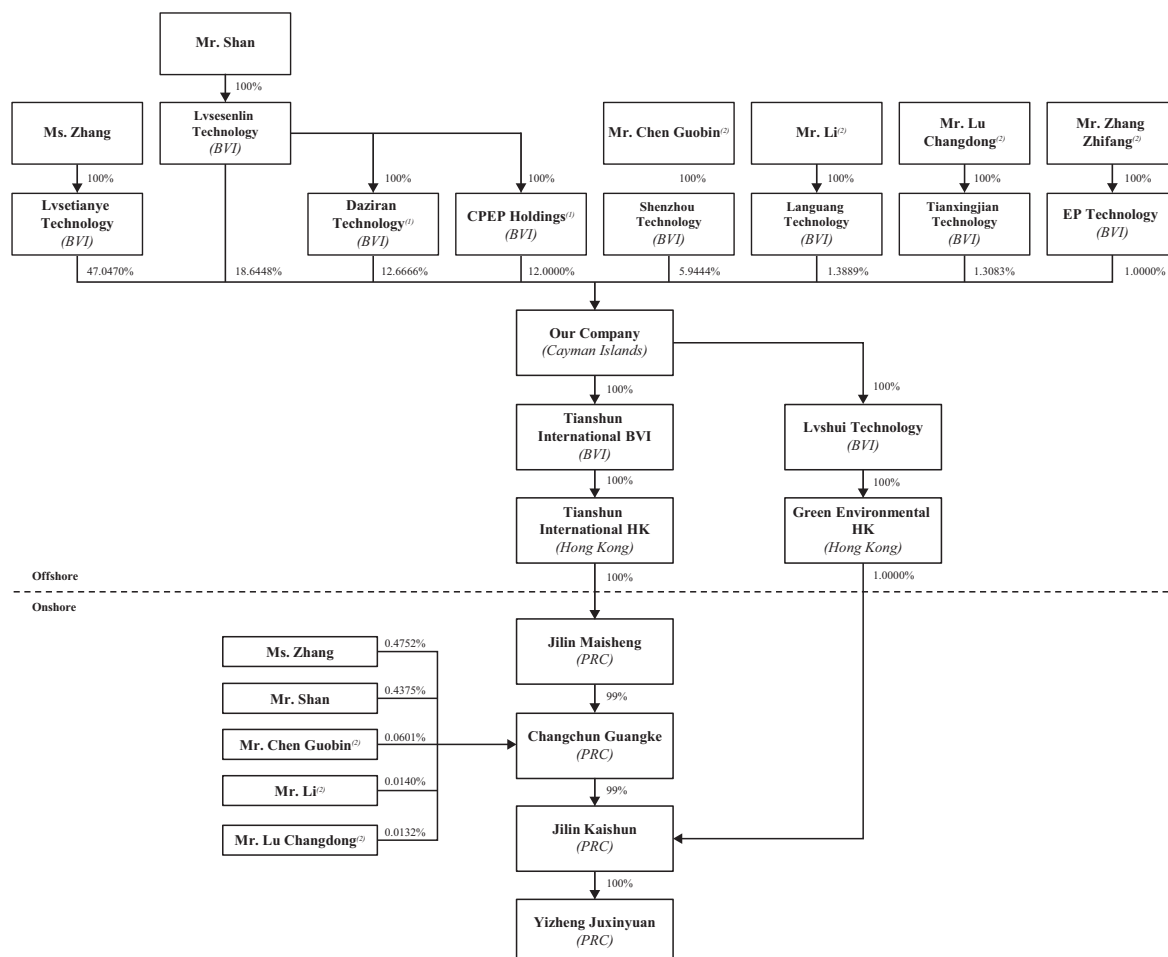 Mr. Shan
100%
Ms. Zhang
Lvsesenlin
Technology
(BVI)
Mr. Chen Guobin(2)
Mr. Li(2)
Mr. Lu
Changdong(2)
Mr. Zhang
Zhifang(2)
100%
100%
100%
100%
100%
100%
100%
Lvsetianye
Technology
(BVI)
Daziran
Technology(1)
(BVI)
CPEP Holdings(1)
(BVI)
Shenzhou
Technology
(BVI)
Languang
Technology
(BVI)
Tianxingjian
Technology
(BVI)
EP Technology
(BVI)
47.0470%
18.6448%
12.6666%
12.0000%
5.9444%
1.3889%
1.3083%
1.0000%
Our Company
(Cayman Islands)
100%
100%
Tianshun
International BVI
(BVI)
Lvshui Technology
(BVI)
100%
100%
Tianshun
International HK
(Hong Kong)
Green Environmental
HK
(Hong Kong)
Offshore
100%
1.0000%
Onshore
Jilin Maisheng
(PRC)
Ms. Zhang
0.4752%
Mr. Shan
0.4375%
99%
Mr. Chen Guobin(2)
0.0601%
Changchun Guangke
(PRC)
Mr. Li(2)
0.0140%
99%
Mr. Lu Changdong(2)
0.0132%
Jilin Kaishun
(PRC)
100%
Yizheng Juxinyuan
(PRC)